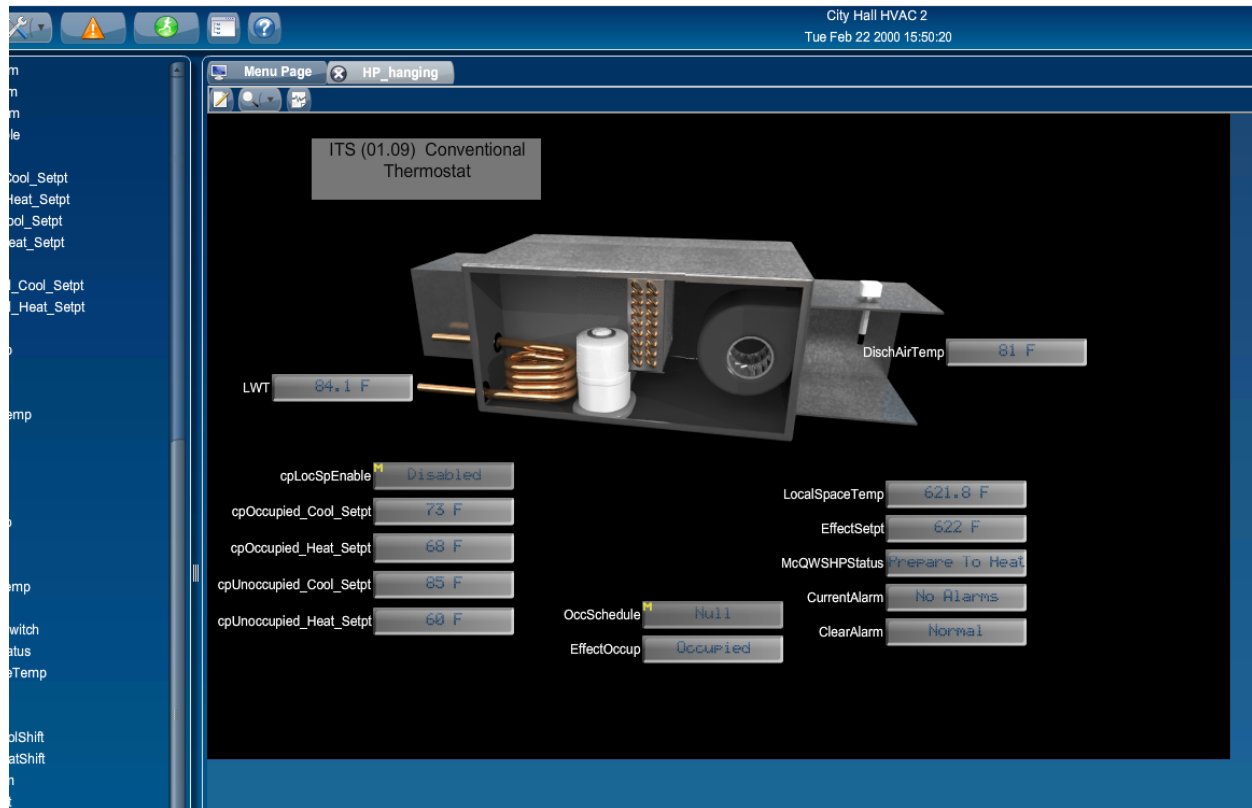 City Hall HVAC 2
Tue Feb 22 2000 15:50:20
Menu Page
HP_hanging
ITS (01.09) Conventional
Thermostat
DischAirTemp 81 F
LWT 84.1 F
cpLocSpEnable M Disabled
cpOccupied_Cool_Setpt 73 F
cpOccupied_Heat_Setpt 68 F
cpUnoccupied_Cool_Setpt 85 F
cpUnoccupied_Heat_Setpt 60 F
OccSchedule M Null
EffectOccup Occupied
LocalSpaceTemp 621.8 F
EffectSetpt 622 F
McQWSHPStatus Prepare To Heat
CurrentAlarm No Alarms
ClearAlarm Normal
Cool_Setpt
Heat_Setpt
ool_Setpt
eat_Setpt
_Cool_Setpt
_Heat_Setpt
emp
emp
witch
atus
eTemp
olShift
atShift